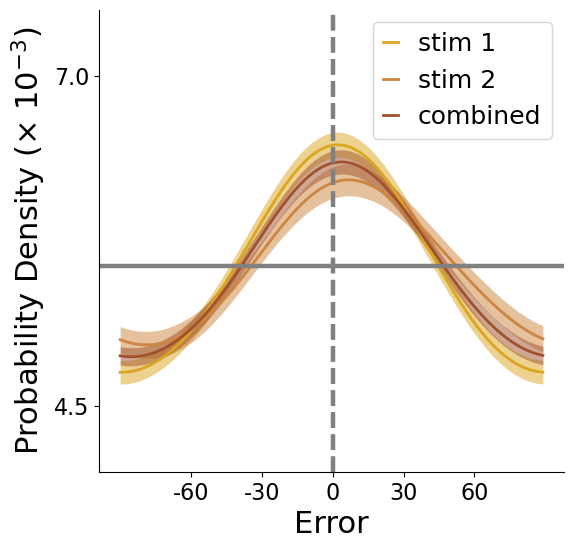 Probability Density (× 10⁻³)
7.0
4.5
stim 1
stim 2
combined
-60 -30 0 30 60
Error